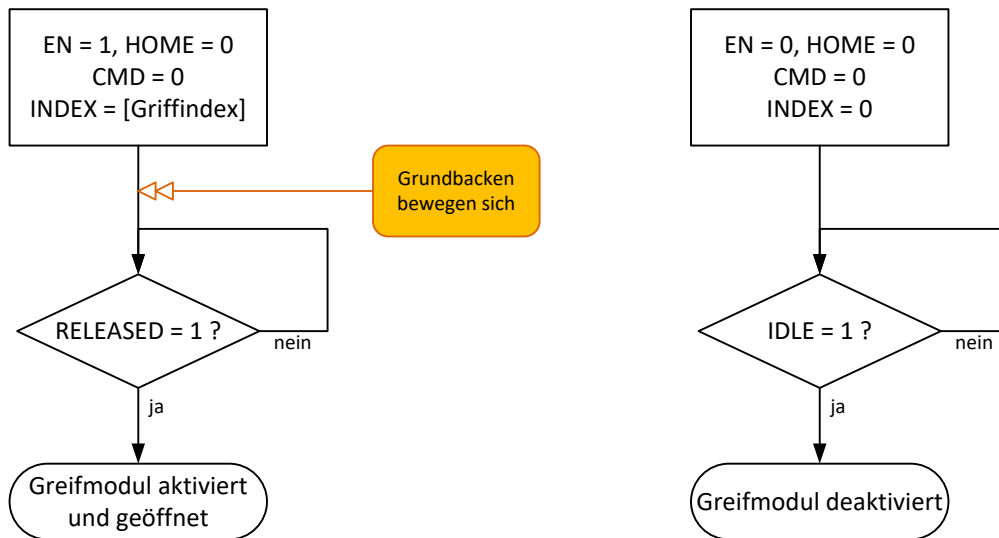 EN = 1, HOME = 0
CMD = 0
INDEX = [Griffindex]
Grundbacken
bewegen sich
RELEASED = 1 ?
nein
ja
Greifmodul aktiviert
und geöffnet
EN = 0, HOME = 0
CMD = 0
INDEX = 0
IDLE = 1 ?
nein
ja
Greifmodul deaktiviert